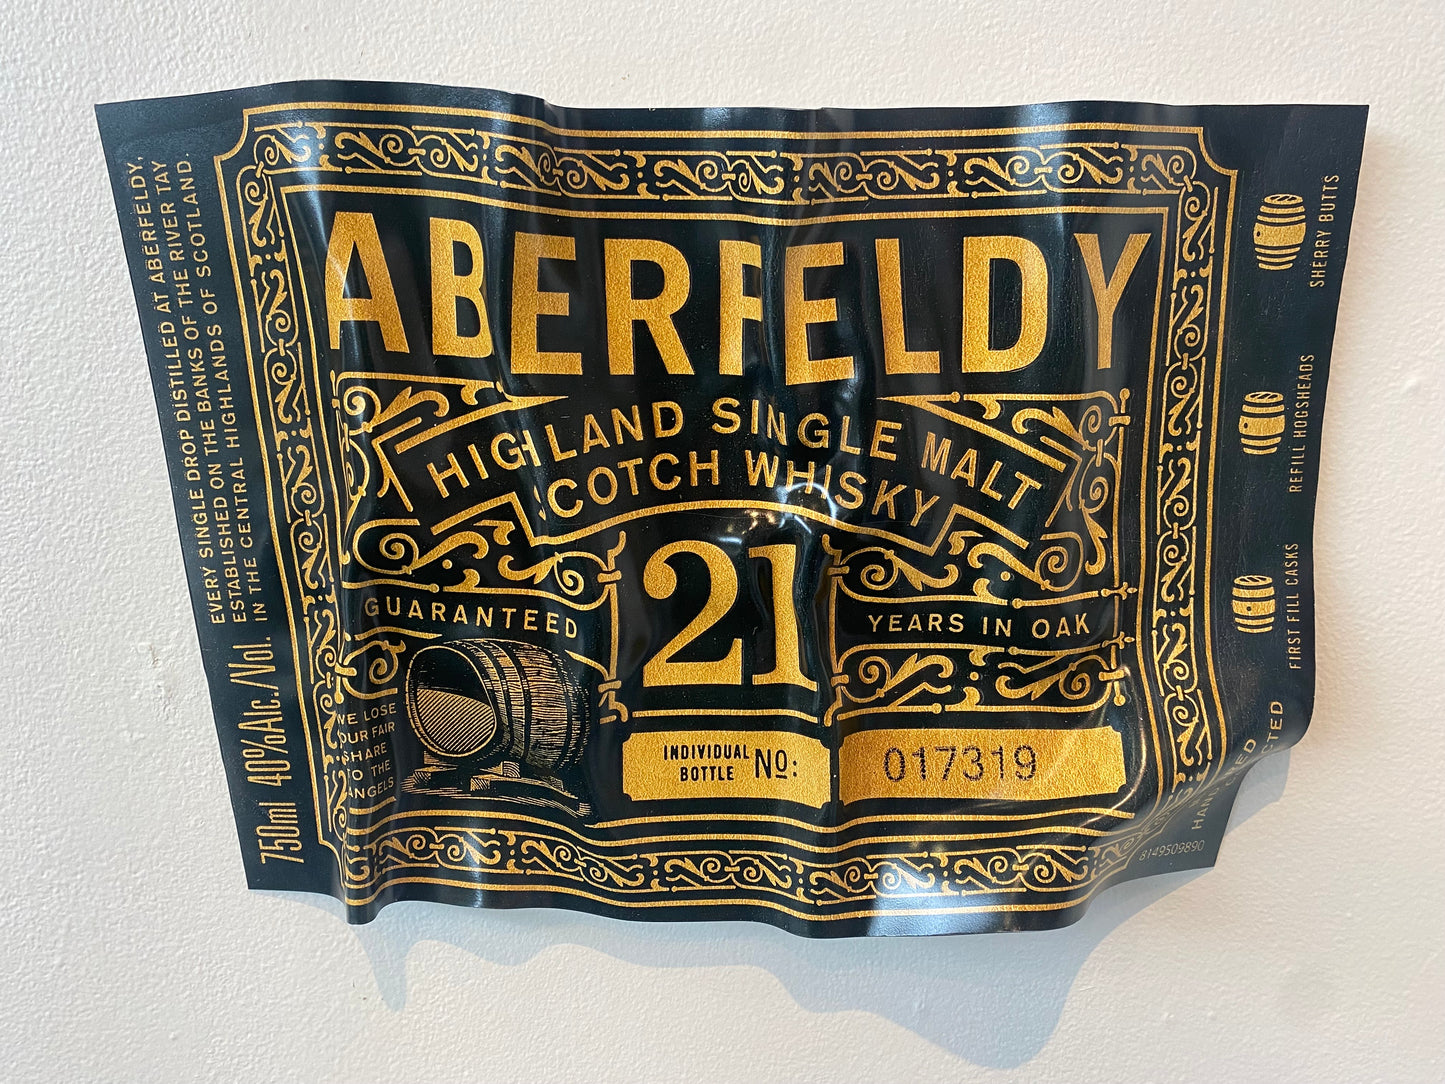 EVERY SINGLE DROP DISTILLED AT ABERFELDY,
ESTABLISHED ON THE BANKS OF THE RIVER TAY
IN THE CENTRAL HIGHLANDS OF SCOTLAND.
750ml 40%Alc./Vol.
ABERFELDY
HIGHLAND SINGLE MALT
SCOTCH WHISKY
GUARANTEED
21
YEARS IN OAK
WE LOSE
OUR FAIR
SHARE
TO THE
ANGELS
INDIVIDUAL
BOTTLE
No:
017319
SHERRY BUTTS
REFILL HOGSHEADS
FIRST FILL CASKS
8149509890